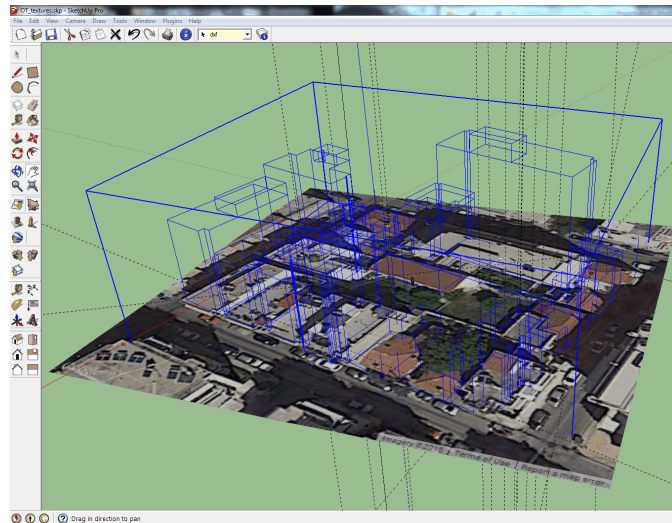 OT_textures.skp - SketchUp Pro
File Edit View Camera Draw Tools Window Plugins Help
dxf
Google
Imagery ©2015 | Terms of Use | Report a map error
Drag in direction to pan